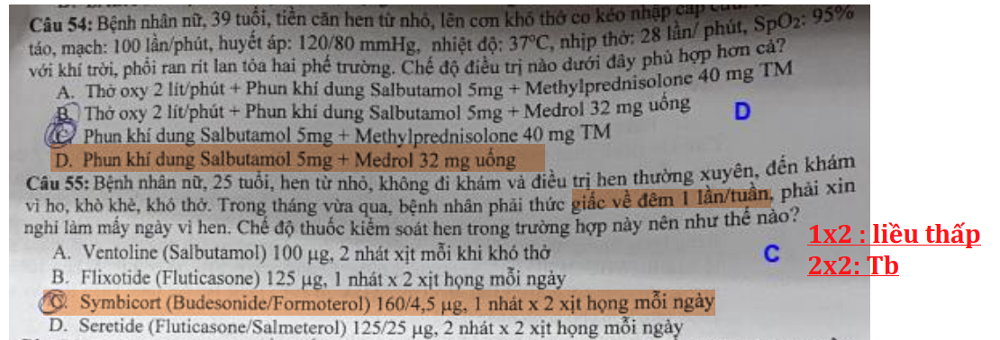 Câu 54: Bệnh nhân nữ, 39 tuổi, tiền căn hen từ nhỏ, lên cơn khó thở co kéo nhập cấp cứu.
táo, mạch: 100 lần/phút, huyết áp: 120/80 mmHg, nhiệt độ: 37°C, nhịp thở: 28 lần/ phút, SpO2: 95%
với khí trời, phổi ran rít lan tỏa hai phế trường. Chế độ điều trị nào dưới đây phù hợp hơn cả?
A. Thở oxy 2 lít/phút + Phun khí dung Salbutamol 5mg + Methylprednisolone 40 mg TM
B. Thở oxy 2 lít/phút + Phun khí dung Salbutamol 5mg + Medrol 32 mg uống
D
C. Phun khí dung Salbutamol 5mg + Methylprednisolone 40 mg TM
D. Phun khí dung Salbutamol 5mg + Medrol 32 mg uống
Câu 55: Bệnh nhân nữ, 25 tuổi, hen từ nhỏ, không đi khám và điều trị hen thường xuyên, đến khám
vì ho, khò khè, khó thở. Trong tháng vừa qua, bệnh nhân phải thức giấc về đêm 1 lần/tuần, phải xin
nghỉ làm mấy ngày vì hen. Chế độ thuốc kiểm soát hen trong trường hợp này nên như thế nào?
A. Ventoline (Salbutamol) 100 µg, 2 nhát xịt mỗi khi khó thở
C
1x2 : liều thấp
2x2: Tb
B. Flixotide (Fluticasone) 125 µg, 1 nhát x 2 xịt họng mỗi ngày
C. Symbicort (Budesonide/Formoterol) 160/4,5 µg, 1 nhát x 2 xịt họng mỗi ngày
D. Seretide (Fluticasone/Salmeterol) 125/25 µg, 2 nhát x 2 xịt họng mỗi ngày